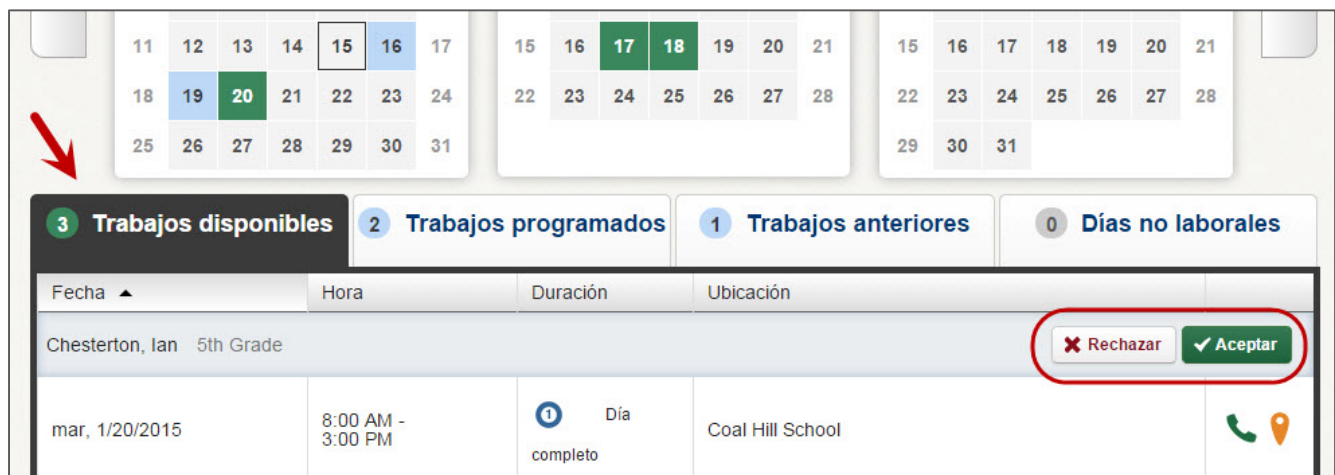 11 12 13 14 15 16 17
18 19 20 21 22 23 24
25 26 27 28 29 30 31
15 16 17 18 19 20 21
22 23 24 25 26 27 28
15 16 17 18 19 20 21
22 23 24 25 26 27 28
29 30 31
3 Trabajos disponibles
2 Trabajos programados
1 Trabajos anteriores
0 Días no laborales
Fecha Hora Duración Ubicación
Chesterton, Ian 5th Grade Rechazar Aceptar
mar, 1/20/2015
8:00 AM -
3:00 PM
1 Día
completo
Coal Hill School